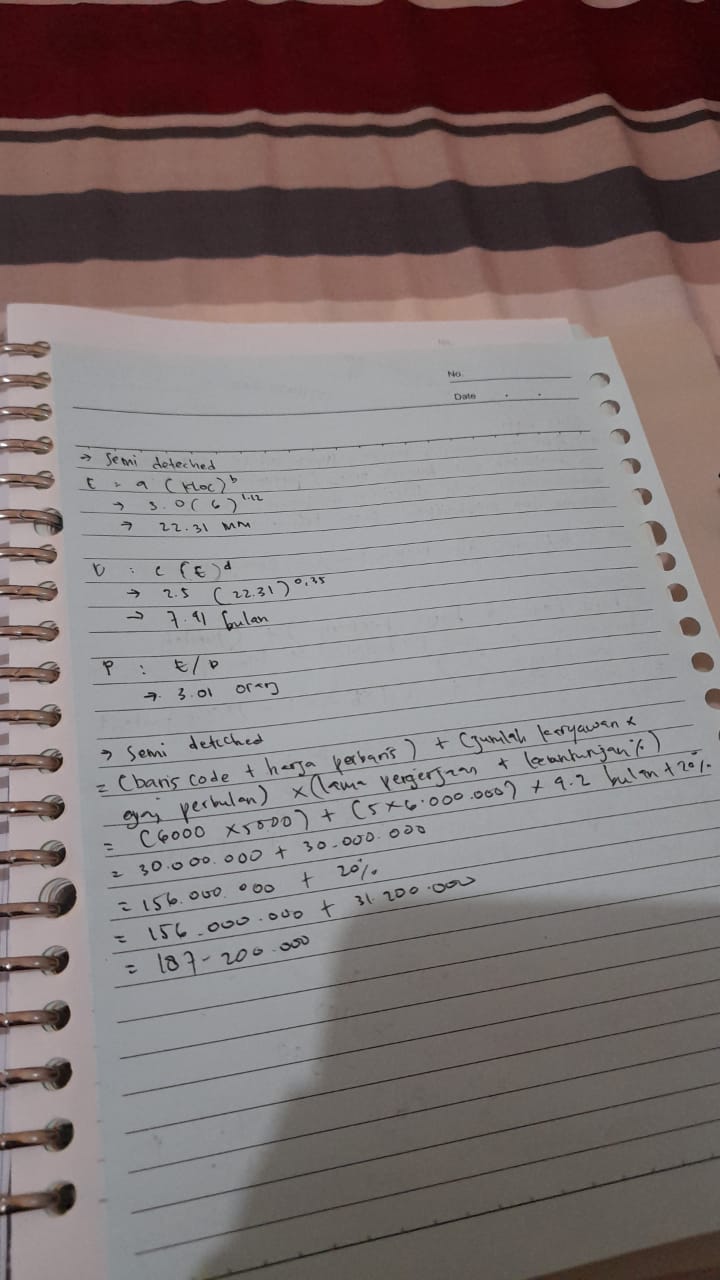 No.
Date
→ Semi deteched
E = a (KLOC)ᵇ
→ 3.0 (6)¹·¹²
→ 22.31 MM
D : c (E)ᵈ
→ 2.5 (22.31)⁰·³⁵
→ 7.41 bulan
P : E/D
→ 3.01 orang
→ Semi deteched
= (baris code + harga perbaris) + (Jumlah karyawan x
gaji perbulan) x (lama pengerjaan + keuntungan %)
= (6000 x 5000) + (5 x 6.000.000) x 4.2 bulan + 20%
= 30.000.000 + 30.000.000
= 156.000.000 + 20%
= 156.000.000 + 31.200.000
= 187.200.000